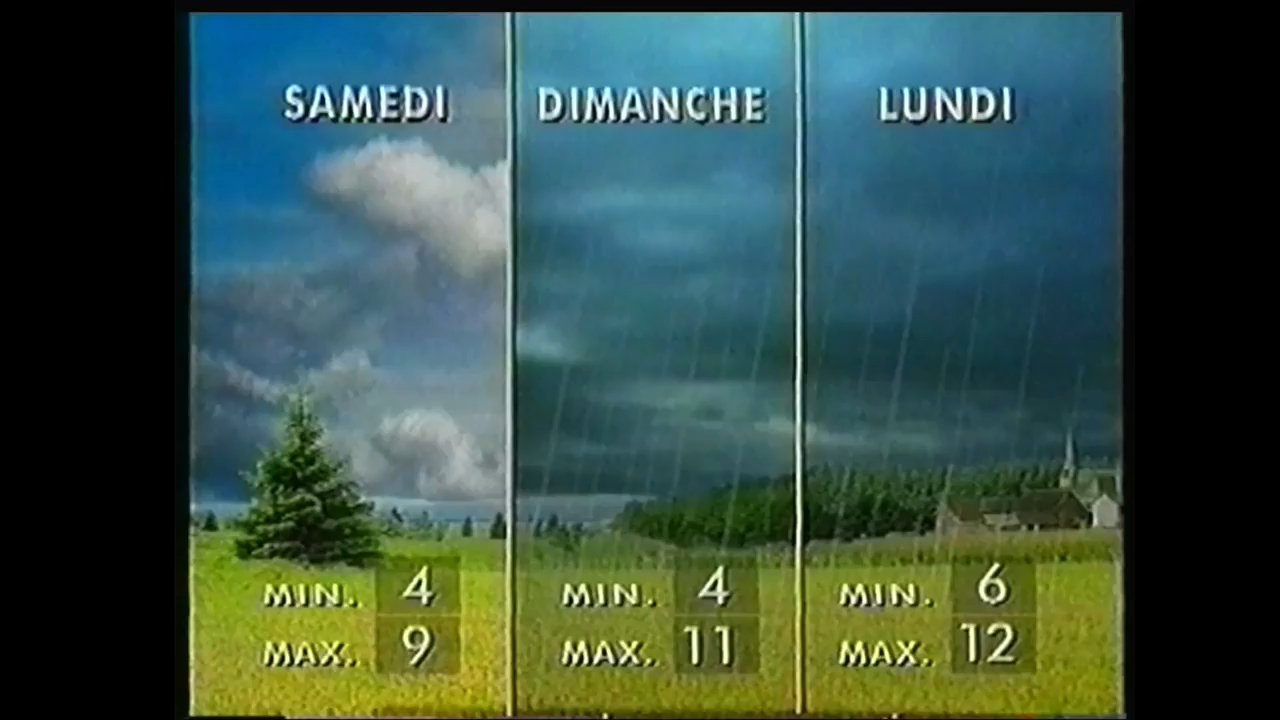 SAMEDI
MIN. 4
MAX. 9
DIMANCHE
MIN. 4
MAX. 11
LUNDI
MIN. 6
MAX. 12